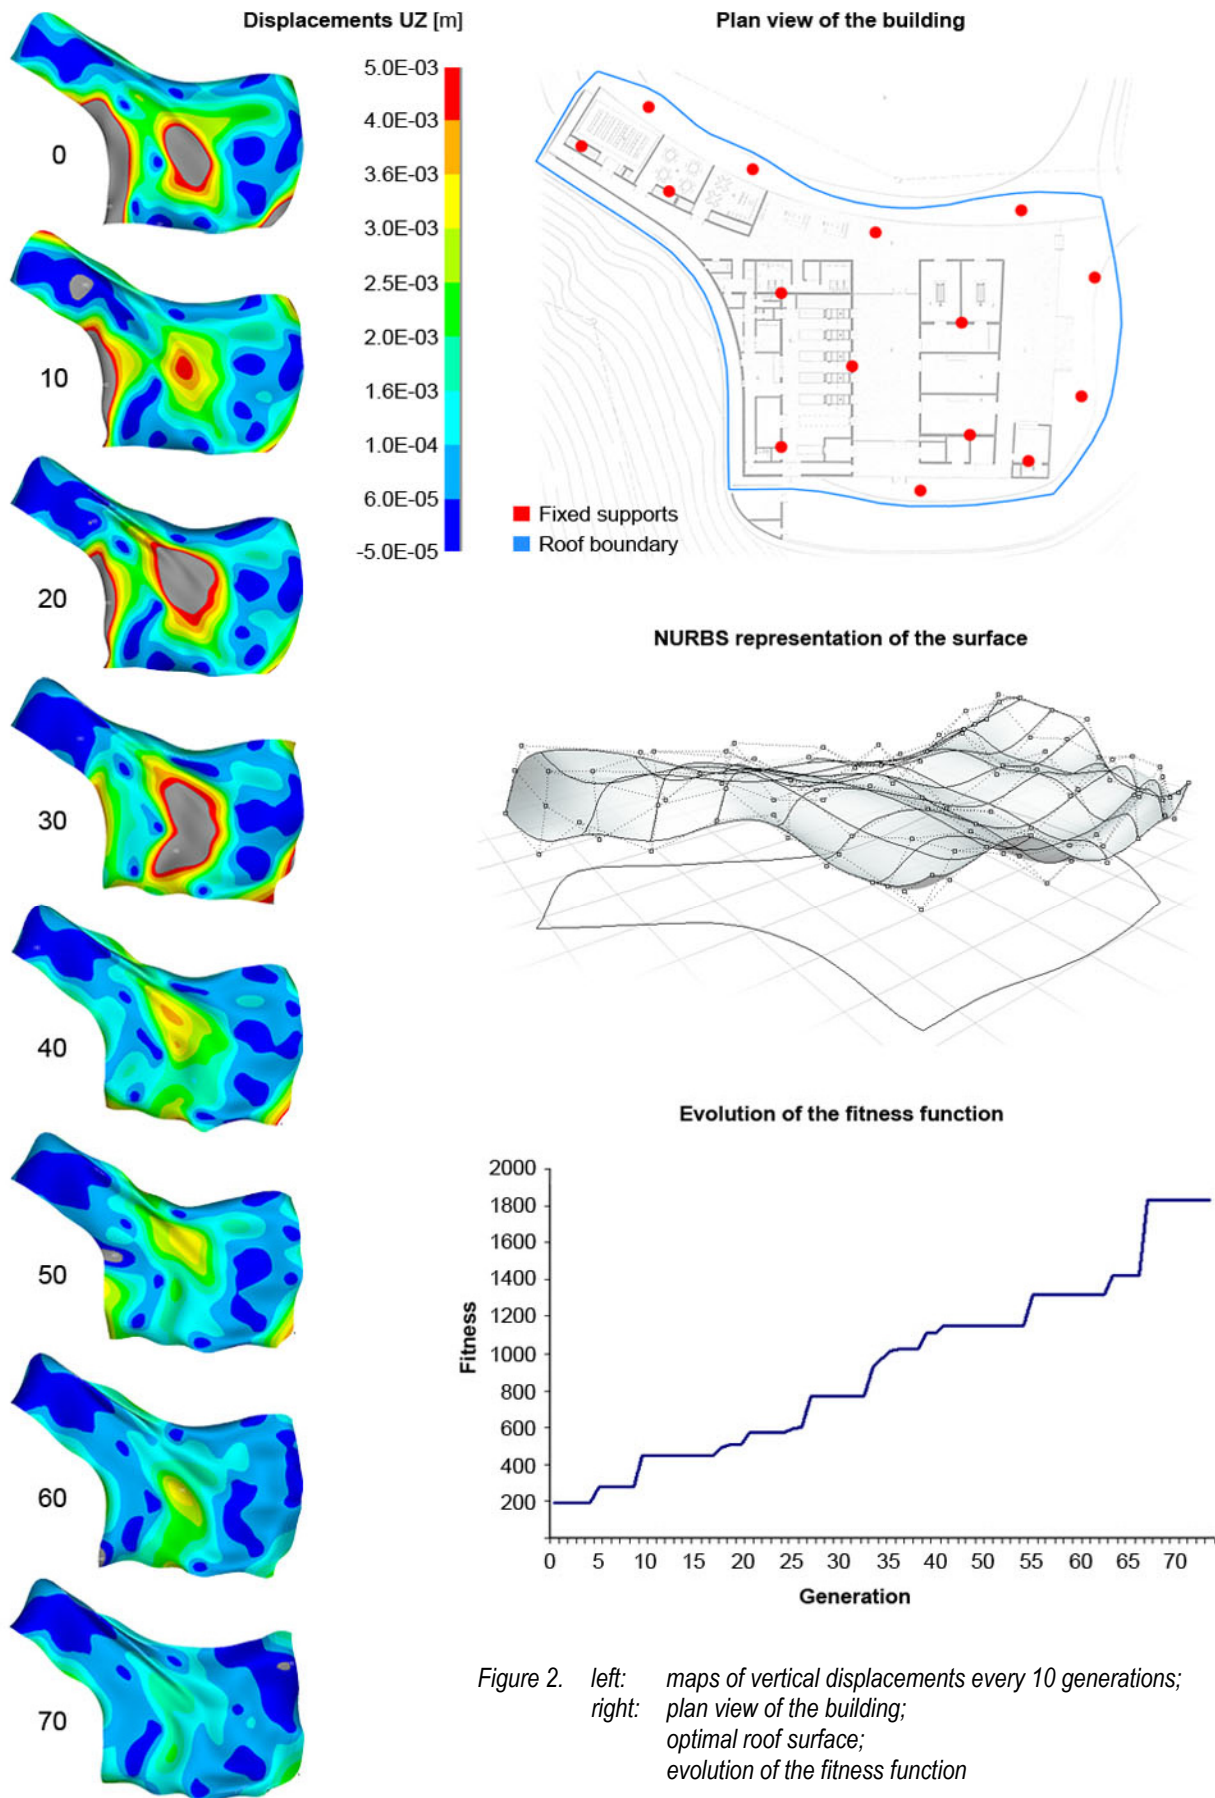 Displacements UZ [m]
5.0E-03
4.0E-03
3.6E-03
3.0E-03
2.5E-03
2.0E-03
1.6E-03
1.0E-04
6.0E-05
-5.0E-05
0
10
20
30
40
50
60
70
Plan view of the building
Fixed supports
Roof boundary
NURBS representation of the surface
Evolution of the fitness function
2000
1800
1600
1400
1200
1000
800
600
400
200
Fitness
0 5 10 15 20 25 30 35 40 50 55 60 65 70
Generation
Figure 2. left: maps of vertical displacements every 10 generations;
right: plan view of the building;
optimal roof surface;
evolution of the fitness function